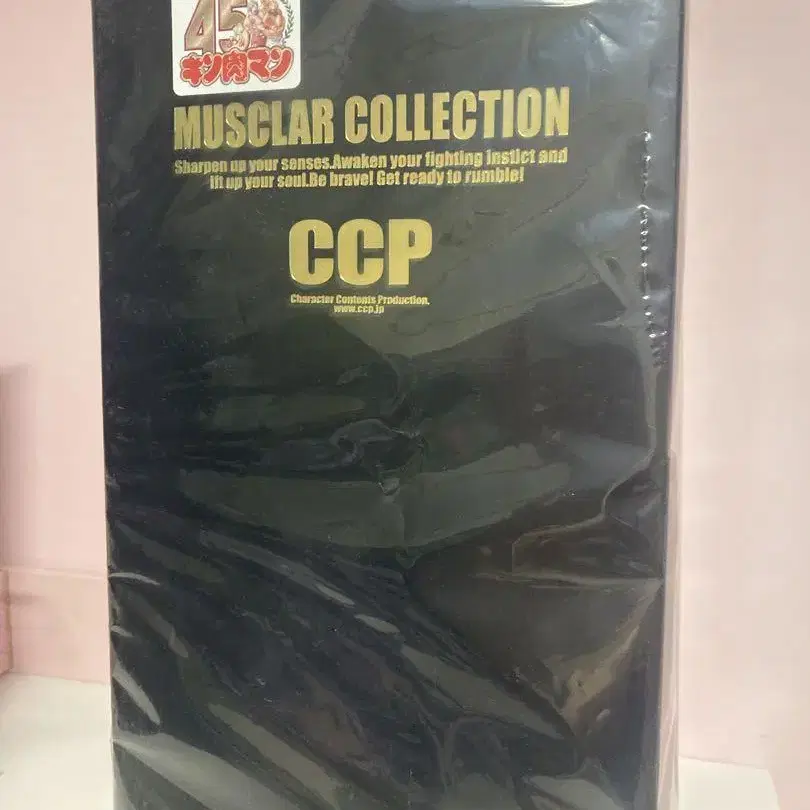 45
キン肉マン
MUSCLAR COLLECTION
Sharpen up your senses.Awaken your fighting instict and
lft up your soul.Be brave! Get ready to rumble!
CCP
Character Contents Production.
www.ccp.jp